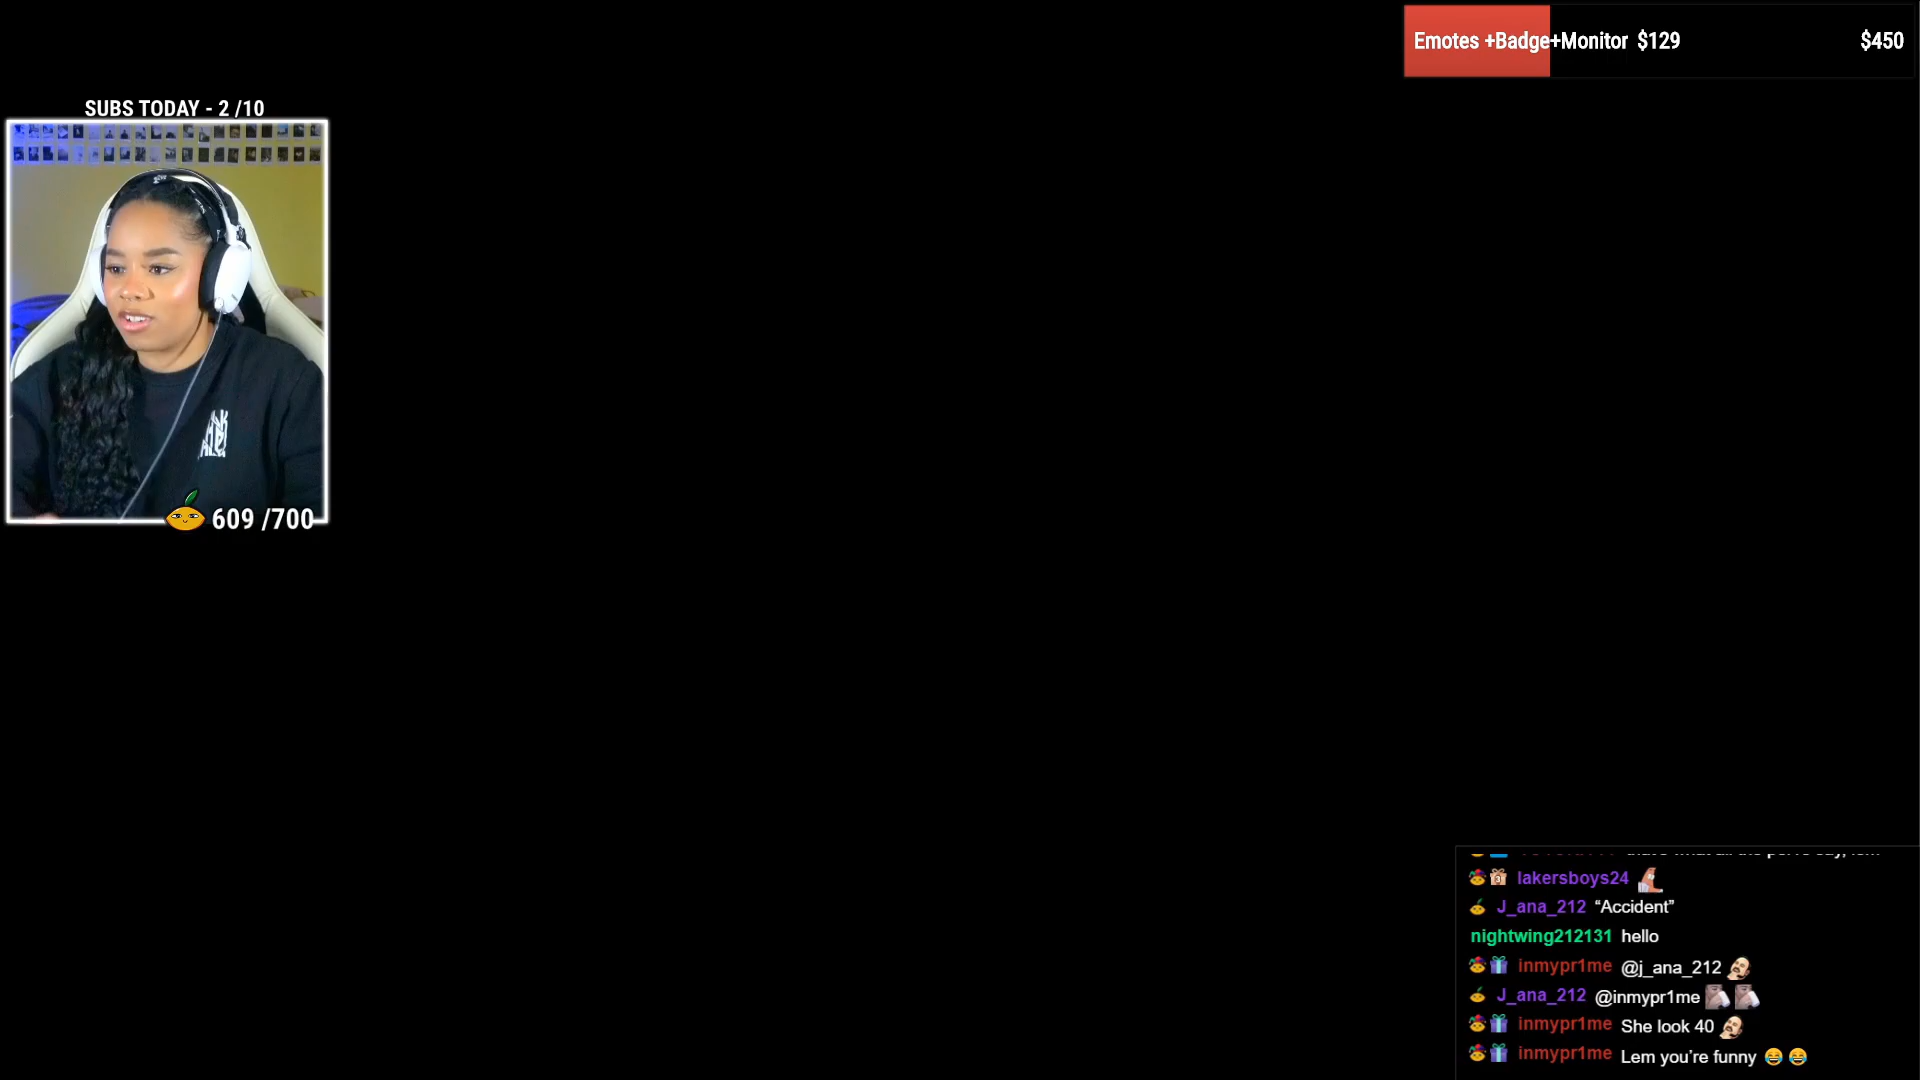 Emotes +Badge+Monitor $129 $450
SUBS TODAY - 2 /10
609 /700
lakersboys24
J_ana_212 “Accident”
nightwing212131 hello
inmypr1me @j_ana_212
J_ana_212 @inmypr1me
inmypr1me She look 40
inmypr1me Lem you’re funny 😂 😂